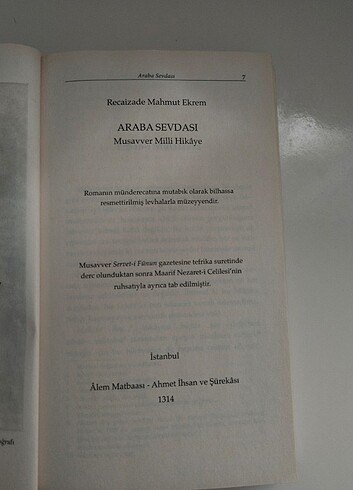 Araba Sevdası 7
Recaizade Mahmut Ekrem
ARABA SEVDASI
Musavver Milli Hikâye
Romanın münderecatına mutabık olarak bilhassa
resmettirilmiş levhalarla müzeyyendir.
Musavver Servet-i Fünun gazetesine tefrika suretinde
derc olunduktan sonra Maarif Nezaret-i Celilesi'nin
ruhsatıyla ayrıca tab edilmiştir.
İstanbul
Âlem Matbaası - Ahmet İhsan ve Şürekâsı
1314